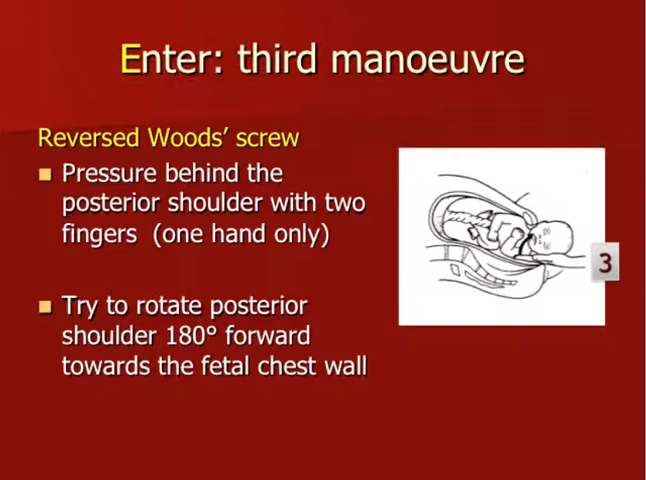 Enter: third manoeuvre
Reversed Woods’ screw
Pressure behind the
posterior shoulder with two
fingers (one hand only)
Try to rotate posterior
shoulder 180° forward
towards the fetal chest wall
3